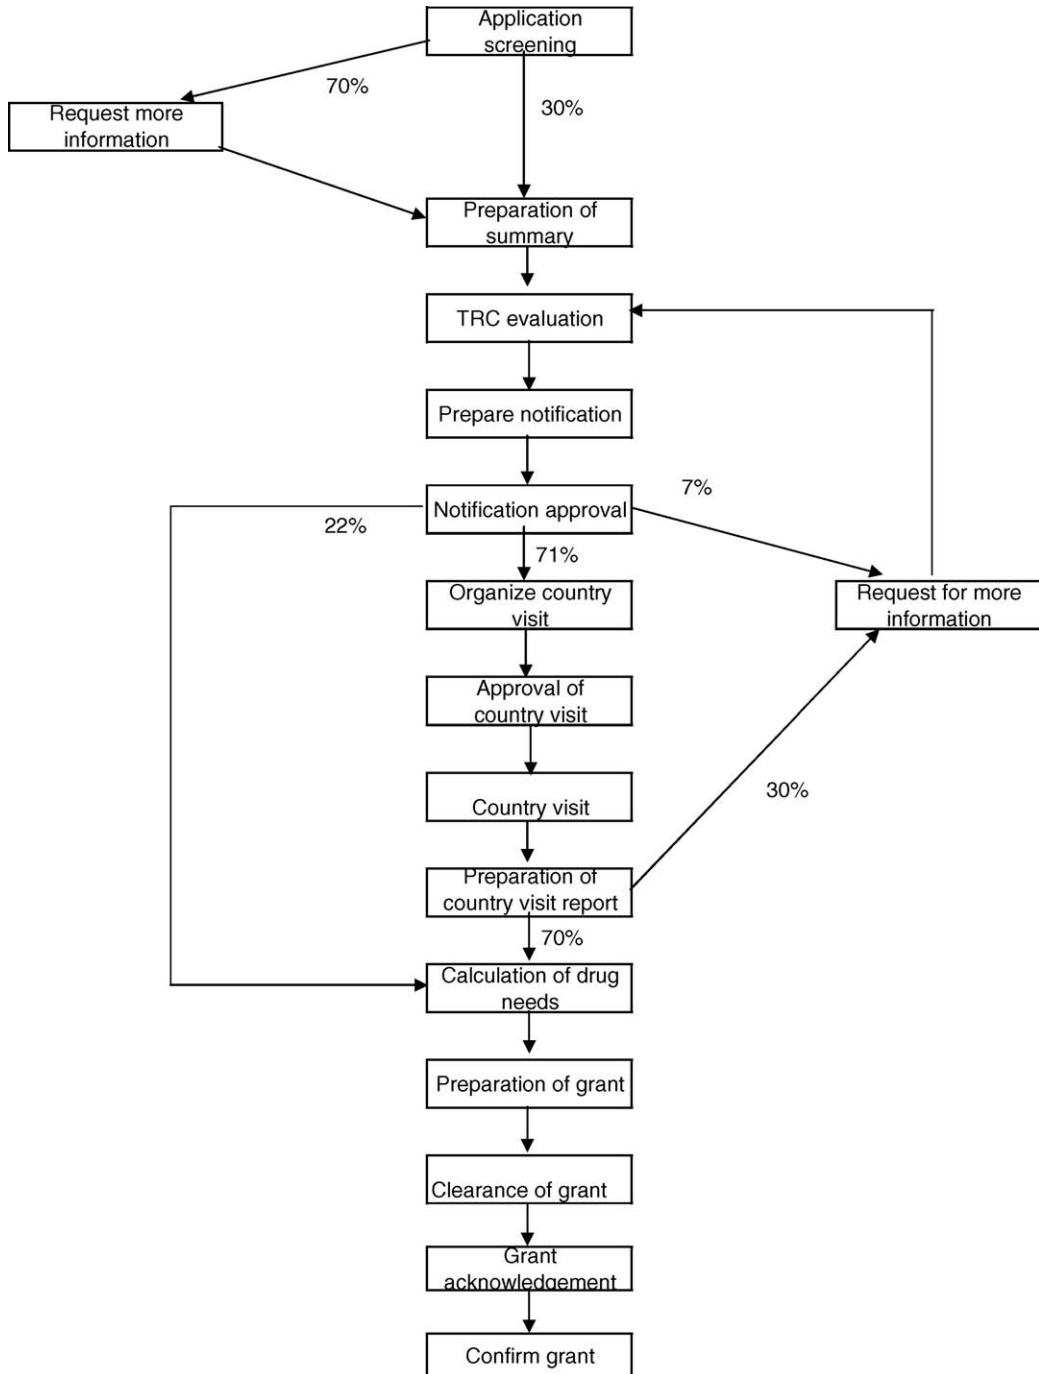 Application
screening
70%
30%
Request more
information
Preparation of
summary
TRC evaluation
Prepare notification
Notification approval
7%
22%
71%
Organize country
visit
Request for more
information
Approval of
country visit
Country visit
30%
Preparation of
country visit report
70%
Calculation of drug
needs
Preparation of grant
Clearance of grant
Grant
acknowledgement
Confirm grant